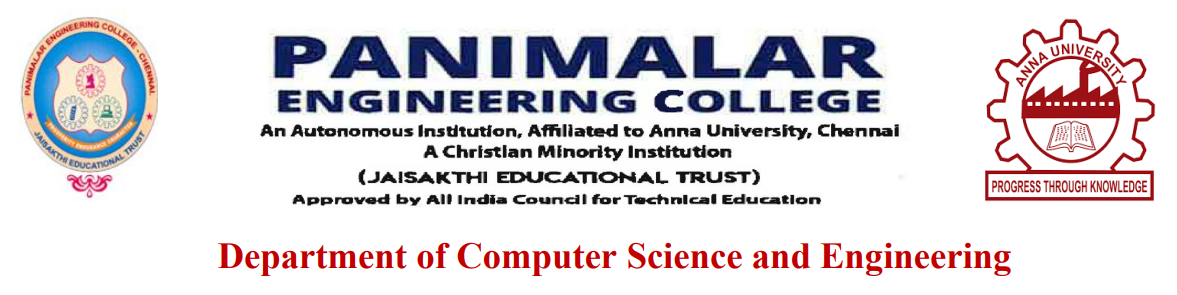 PANIMALAR ENGINEERING COLLEGE - CHENNAI
JAISAKTHI EDUCATIONAL TRUST
PANIMALAR
ENGINEERING COLLEGE
An Autonomous Institution, Affiliated to Anna University, Chennai
A Christian Minority Institution
(JAISAKTHI EDUCATIONAL TRUST)
Approved by All India Council for Technical Education
ANNA UNIVERSITY
PROGRESS THROUGH KNOWLEDGE
Department of Computer Science and Engineering